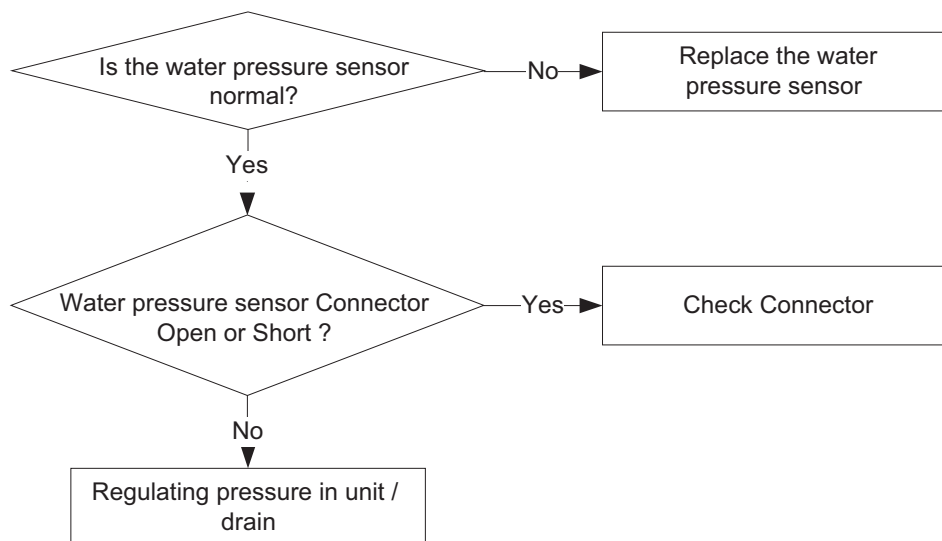 Is the water pressure sensor
normal?
No
Replace the water
pressure sensor
Yes
Water pressure sensor Connector
Open or Short ?
Yes
Check Connector
No
Regulating pressure in unit /
drain